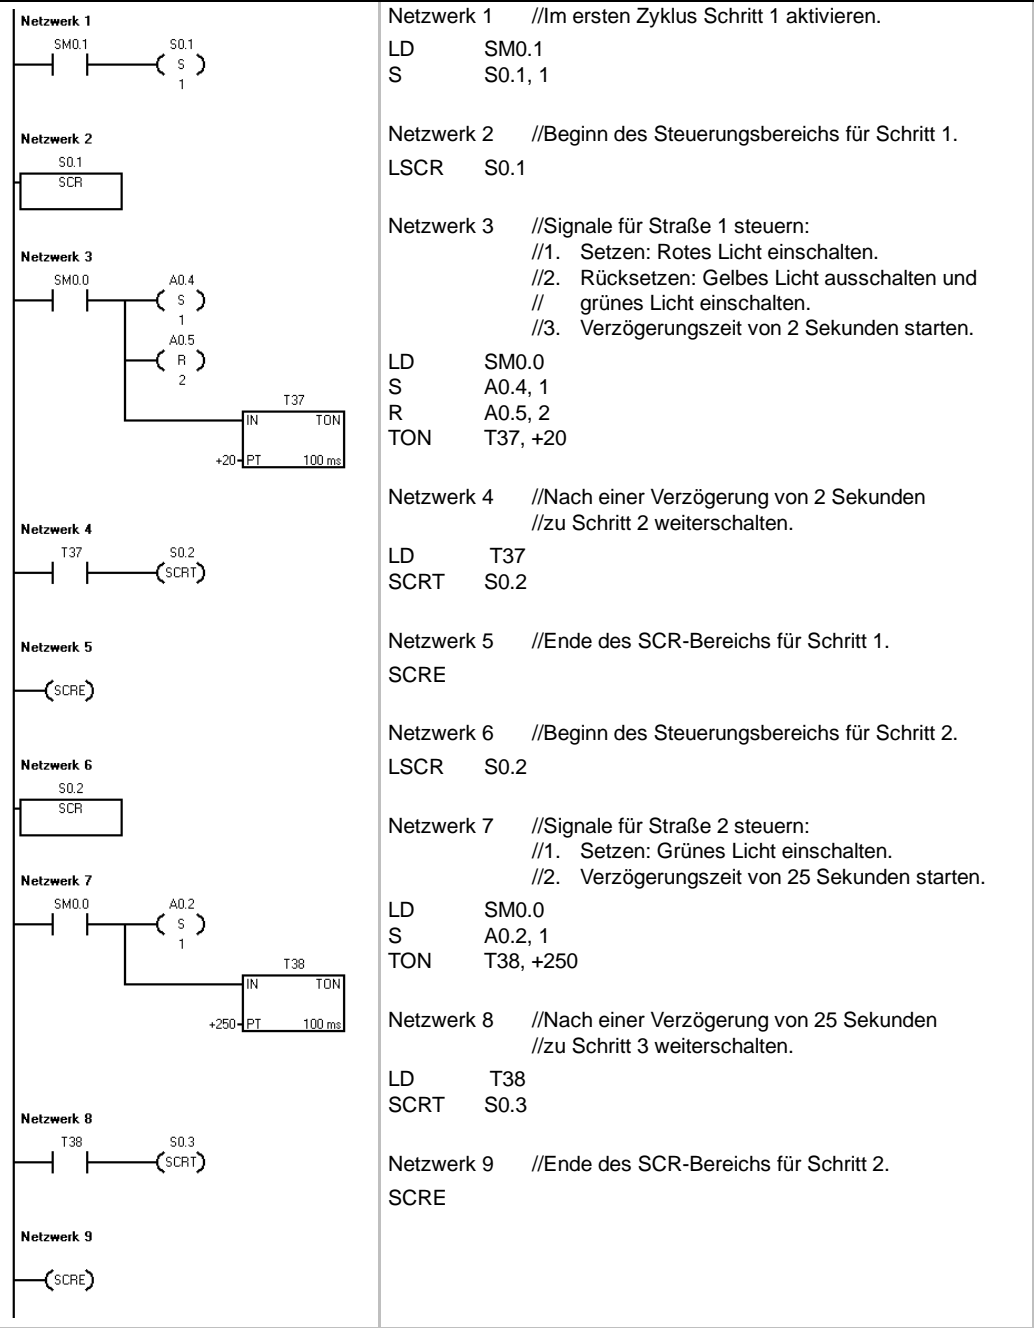 Netzwerk 1
SM0.1 S0.1
S
1
Netzwerk 2
S0.1
SCR
Netzwerk 3
SM0.0 A0.4
S
1
A0.5
R
2
T37
IN TON
+20 PT 100 ms
Netzwerk 4
T37 S0.2
SCRT
Netzwerk 5
SCRE
Netzwerk 6
S0.2
SCR
Netzwerk 7
SM0.0 A0.2
S
1
T38
IN TON
+250 PT 100 ms
Netzwerk 8
T38 S0.3
SCRT
Netzwerk 9
SCRE
Netzwerk 1 //Im ersten Zyklus Schritt 1 aktivieren.
LD SM0.1
S S0.1, 1
Netzwerk 2 //Beginn des Steuerungsbereichs für Schritt 1.
LSCR S0.1
Netzwerk 3 //Signale für Straße 1 steuern:
//1. Setzen: Rotes Licht einschalten.
//2. Rücksetzen: Gelbes Licht ausschalten und
// grünes Licht einschalten.
//3. Verzögerungszeit von 2 Sekunden starten.
LD SM0.0
S A0.4, 1
R A0.5, 2
TON T37, +20
Netzwerk 4 //Nach einer Verzögerung von 2 Sekunden
//zu Schritt 2 weiterschalten.
LD T37
SCRT S0.2
Netzwerk 5 //Ende des SCR-Bereichs für Schritt 1.
SCRE
Netzwerk 6 //Beginn des Steuerungsbereichs für Schritt 2.
LSCR S0.2
Netzwerk 7 //Signale für Straße 2 steuern:
//1. Setzen: Grünes Licht einschalten.
//2. Verzögerungszeit von 25 Sekunden starten.
LD SM0.0
S A0.2, 1
TON T38, +250
Netzwerk 8 //Nach einer Verzögerung von 25 Sekunden
//zu Schritt 3 weiterschalten.
LD T38
SCRT S0.3
Netzwerk 9 //Ende des SCR-Bereichs für Schritt 2.
SCRE